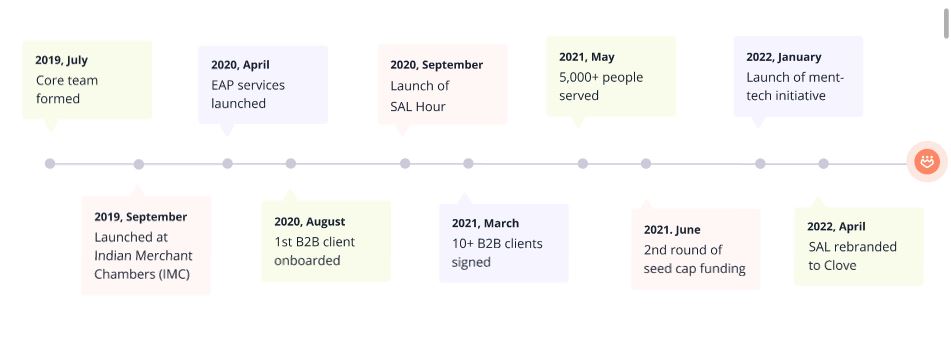 2019, July
Core team
formed
2019, September
Launched at
Indian Merchant
Chambers (IMC)
2020, April
EAP services
launched
2020, August
1st B2B client
onboarded
2020, September
Launch of
SAL Hour
2021, March
10+ B2B clients
signed
2021, May
5,000+ people
served
2021. June
2nd round of
seed cap funding
2022, January
Launch of ment-
tech initiative
2022, April
SAL rebranded
to Clove